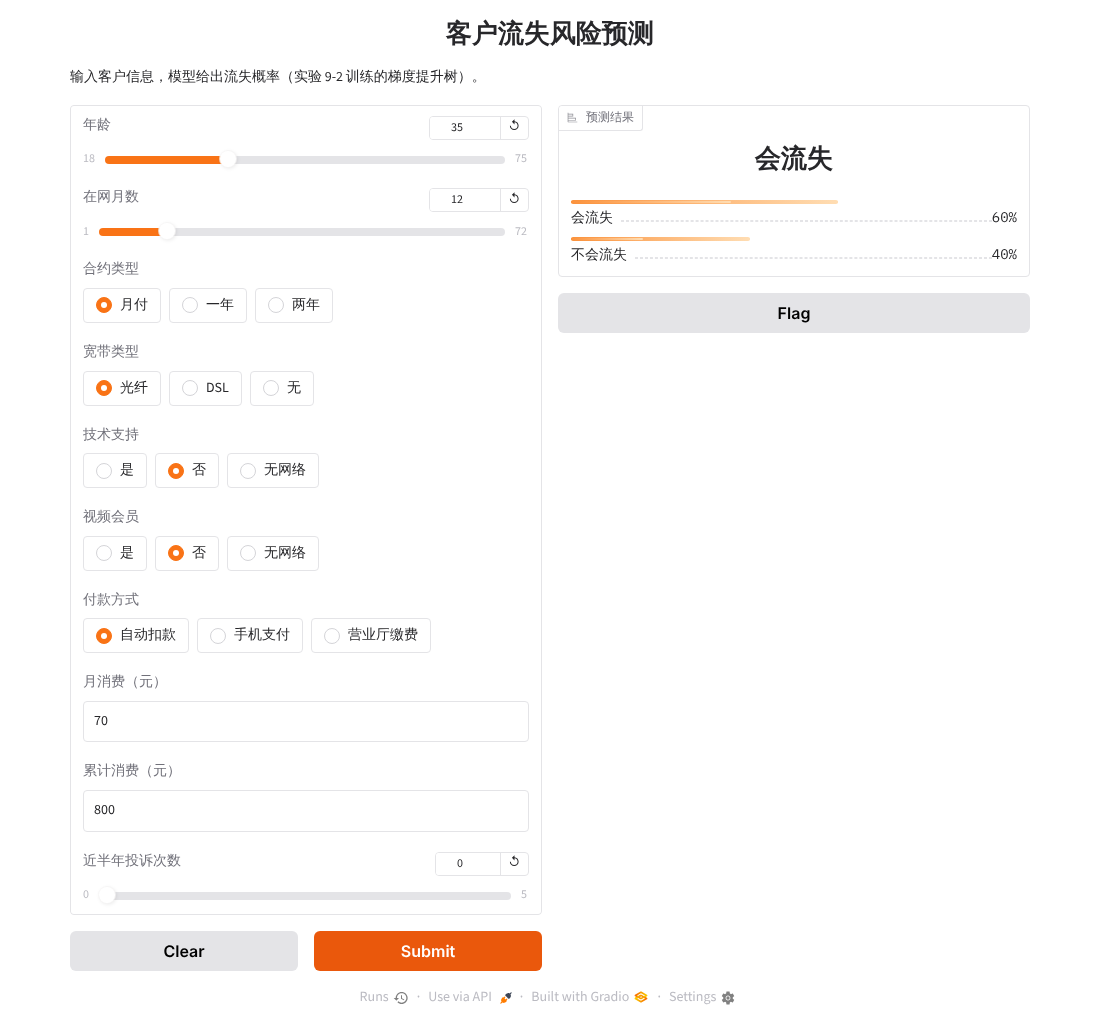 客户流失风险预测
输入客户信息，模型给出流失概率（实验 9-2 训练的梯度提升树）。
年龄
35
18
75
在网月数
12
1
72
合约类型
月付 一年 两年
宽带类型
光纤 DSL 无
技术支持
是 否 无网络
视频会员
是 否 无网络
付款方式
自动扣款 手机支付 营业厅缴费
月消费（元）
70
累计消费（元）
800
近半年投诉次数
0
0
5
Clear
Submit
预测结果
会流失
会流失 60%
不会流失 40%
Flag
Runs · Use via API · Built with Gradio · Settings